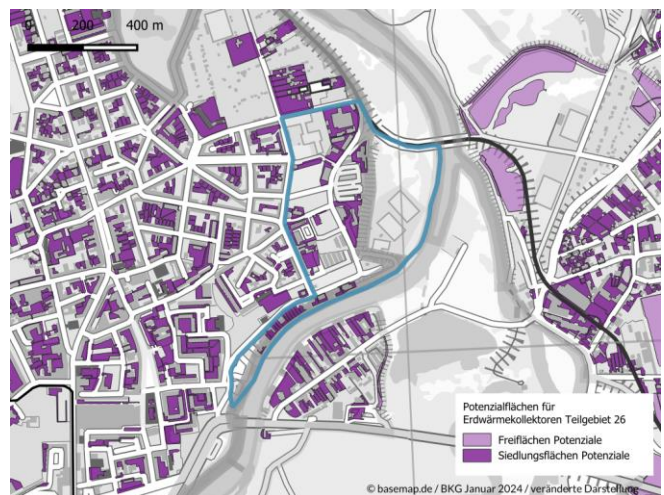 0 200 400 m
Potenzialflächen für
Erdwärmekollektoren Teilgebiet 26
Freiflächen Potenziale
Siedlungsflächen Potenziale
© basemap.de / BKG Januar 2024 / veränderte Darstellung